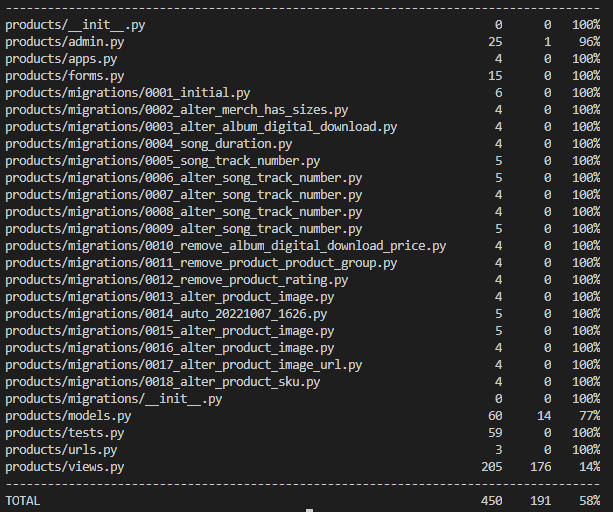 ---------------------------------------------------------------------------------------
products/__init__.py 0 0 100%
products/admin.py 25 1 96%
products/apps.py 4 0 100%
products/forms.py 15 0 100%
products/migrations/0001_initial.py 6 0 100%
products/migrations/0002_alter_merch_has_sizes.py 4 0 100%
products/migrations/0003_alter_album_digital_download.py 4 0 100%
products/migrations/0004_song_duration.py 4 0 100%
products/migrations/0005_song_track_number.py 5 0 100%
products/migrations/0006_alter_song_track_number.py 5 0 100%
products/migrations/0007_alter_song_track_number.py 4 0 100%
products/migrations/0008_alter_song_track_number.py 4 0 100%
products/migrations/0009_alter_song_track_number.py 5 0 100%
products/migrations/0010_remove_album_digital_download_price.py 4 0 100%
products/migrations/0011_remove_product_product_group.py 4 0 100%
products/migrations/0012_remove_product_rating.py 4 0 100%
products/migrations/0013_alter_product_image.py 4 0 100%
products/migrations/0014_auto_20221007_1626.py 5 0 100%
products/migrations/0015_alter_product_image.py 5 0 100%
products/migrations/0016_alter_product_image.py 4 0 100%
products/migrations/0017_alter_product_image_url.py 4 0 100%
products/migrations/0018_alter_product_sku.py 4 0 100%
products/migrations/__init__.py 0 0 100%
products/models.py 60 14 77%
products/tests.py 59 0 100%
products/urls.py 3 0 100%
products/views.py 205 176 14%
---------------------------------------------------------------------------------------
TOTAL 450 191 58%